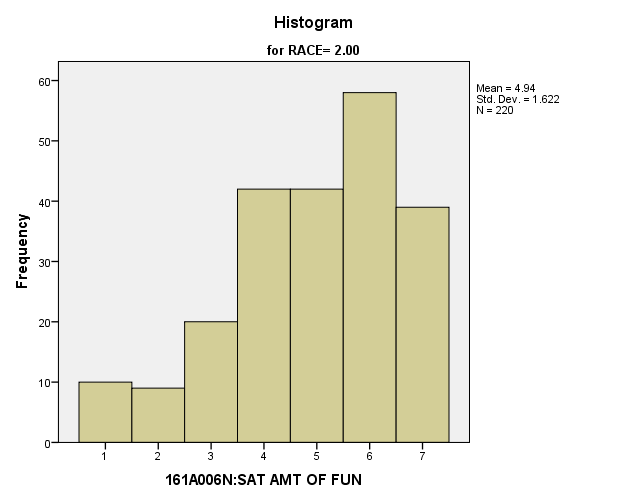 Histogram
for RACE= 2.00
Mean = 4.94
Std. Dev. = 1.622
N = 220
Frequency
60
50
40
30
20
10
0
1 2 3 4 5 6 7
161A006N:SAT AMT OF FUN